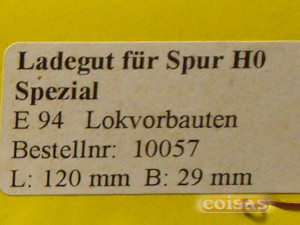 Ladegut für Spur H0
Spezial
E 94 Lokvorbauten
Bestellnr: 10057
L: 120 mm B: 29 mm
coisas